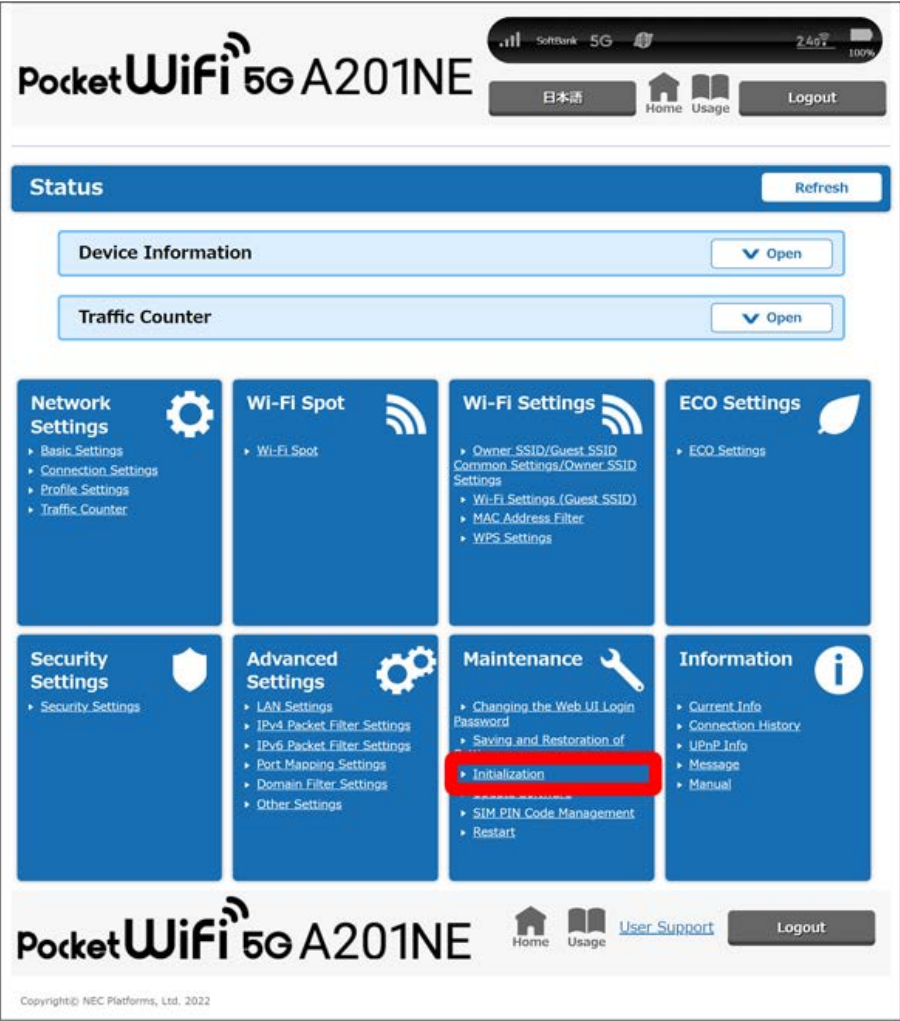 PocketWiFi 5G A201NE
SoftBank 5G 2.4G 100%
日本語 Home Usage Logout
Status Refresh
Device Information Open
Traffic Counter Open
Network
Settings
Basic Settings
Connection Settings
Profile Settings
Traffic Counter
Wi-Fi Spot
Wi-Fi Spot
Wi-Fi Settings
Owner SSID/Guest SSID
Common Settings/Owner SSID
Settings
Wi-Fi Settings (Guest SSID)
MAC Address Filter
WPS Settings
ECO Settings
ECO Settings
Security
Settings
Security Settings
Advanced
Settings
LAN Settings
IPv4 Packet Filter Settings
IPv6 Packet Filter Settings
Port Mapping Settings
Domain Filter Settings
Other Settings
Maintenance
Changing the Web UI Login
Password
Saving and Restoration of
Initialization
Update Software
SIM PIN Code Management
Restart
Information
Current Info
Connection History
UPnP Info
Message
Manual
PocketWiFi 5G A201NE
Home Usage User Support Logout
Copyright© NEC Platforms, Ltd. 2022